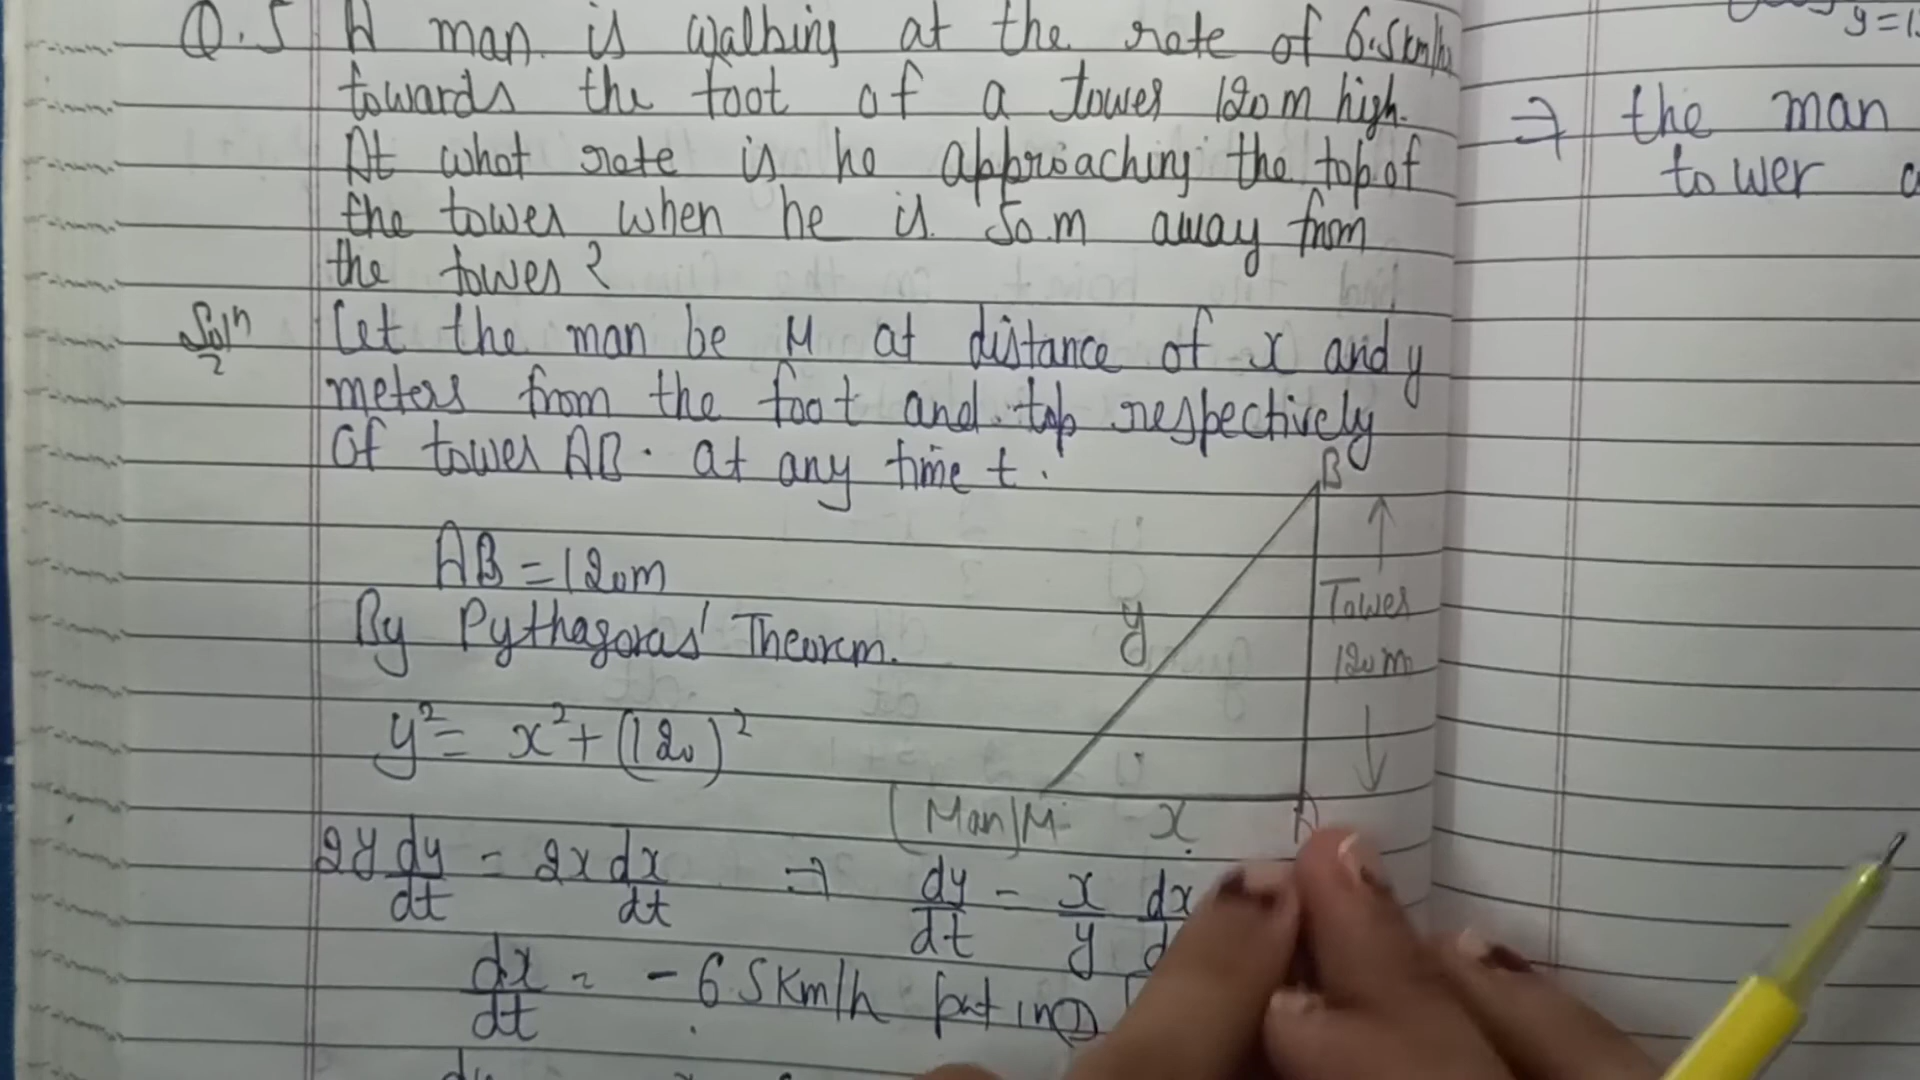 Q.5 A man is walking at the rate of 6.5km/h
towards the foot of a tower 120m high.
At what rate is he approaching the top of
the tower when he is 50m away from
the tower?
Solⁿ Let the man be M at distance of x and y
meters from the foot and top respectively
Of tower AB. at any time t.
B
AB = 120m
By Pythagoras' Theorem.
y
Tower
120m
y² = x² + (120)²
(Man)M x A
2y dy/dt = 2x dx/dt ⇒ dy/dt = x/y dx
dx/dt = -6.5km/h put in ②
y=1
⇒ the man
tower